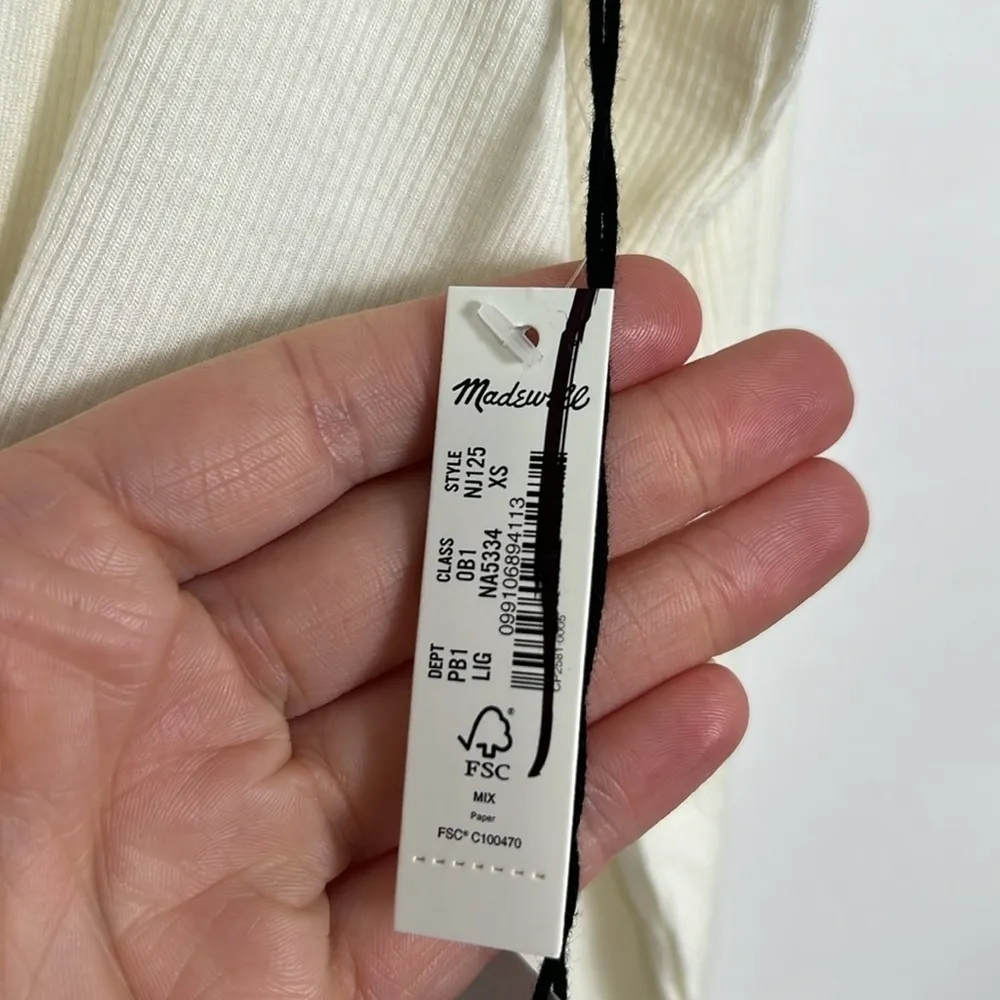 Madewell
STYLE
NJ125
XS
CLASS
0B1
NA5334
DEPT
PB1
LIG
099106894113
FSC
MIX
Paper
FSC® C100470